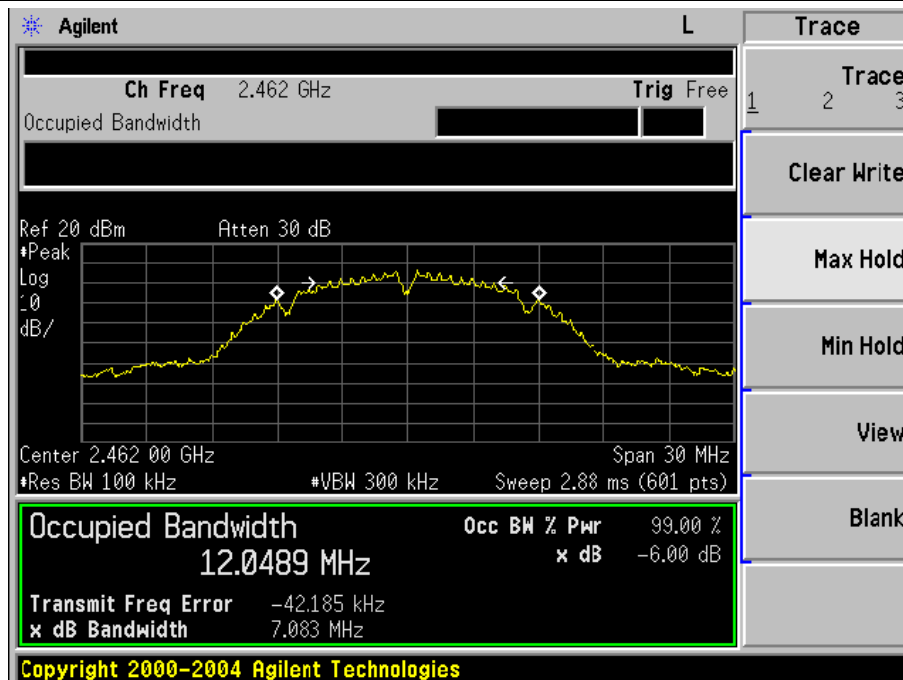 Agilent L Trace
Ch Freq 2.462 GHz Trig Free
Occupied Bandwidth
Trace
1 2 3
Clear Write
Max Hold
Min Hold
View
Blank
Ref 20 dBm Atten 30 dB
#Peak
Log
10
dB/
Center 2.462 00 GHz Span 30 MHz
#Res BW 100 kHz #VBW 300 kHz Sweep 2.88 ms (601 pts)
Occupied Bandwidth Occ BW % Pwr 99.00 %
12.0489 MHz x dB -6.00 dB
Transmit Freq Error -42.185 kHz
x dB Bandwidth 7.083 MHz
Copyright 2000-2004 Agilent Technologies